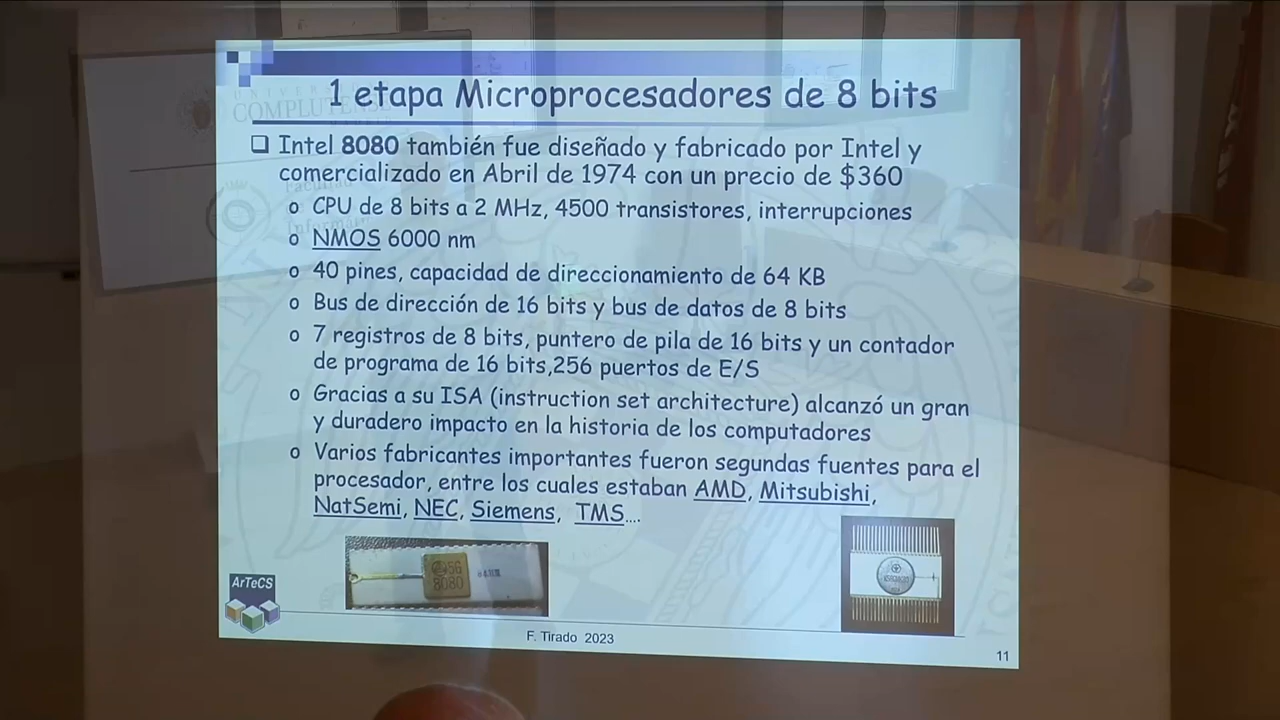 1 etapa Microprocesadores de 8 bits
❑ Intel 8080 también fue diseñado y fabricado por Intel y
comercializado en Abril de 1974 con un precio de $360
o CPU de 8 bits a 2 MHz, 4500 transistores, interrupciones
o NMOS 6000 nm
o 40 pines, capacidad de direccionamiento de 64 KB
o Bus de dirección de 16 bits y bus de datos de 8 bits
o 7 registros de 8 bits, puntero de pila de 16 bits y un contador
de programa de 16 bits,256 puertos de E/S
o Gracias a su ISA (instruction set architecture) alcanzó un gran
y duradero impacto en la historia de los computadores
o Varios fabricantes importantes fueron segundas fuentes para el
procesador, entre los cuales estaban AMD, Mitsubishi,
NatSemi, NEC, Siemens, TMS....
8080
ArTeCS
F. Tirado 2023
11
COMPLUTENSE
Facultad
Informática